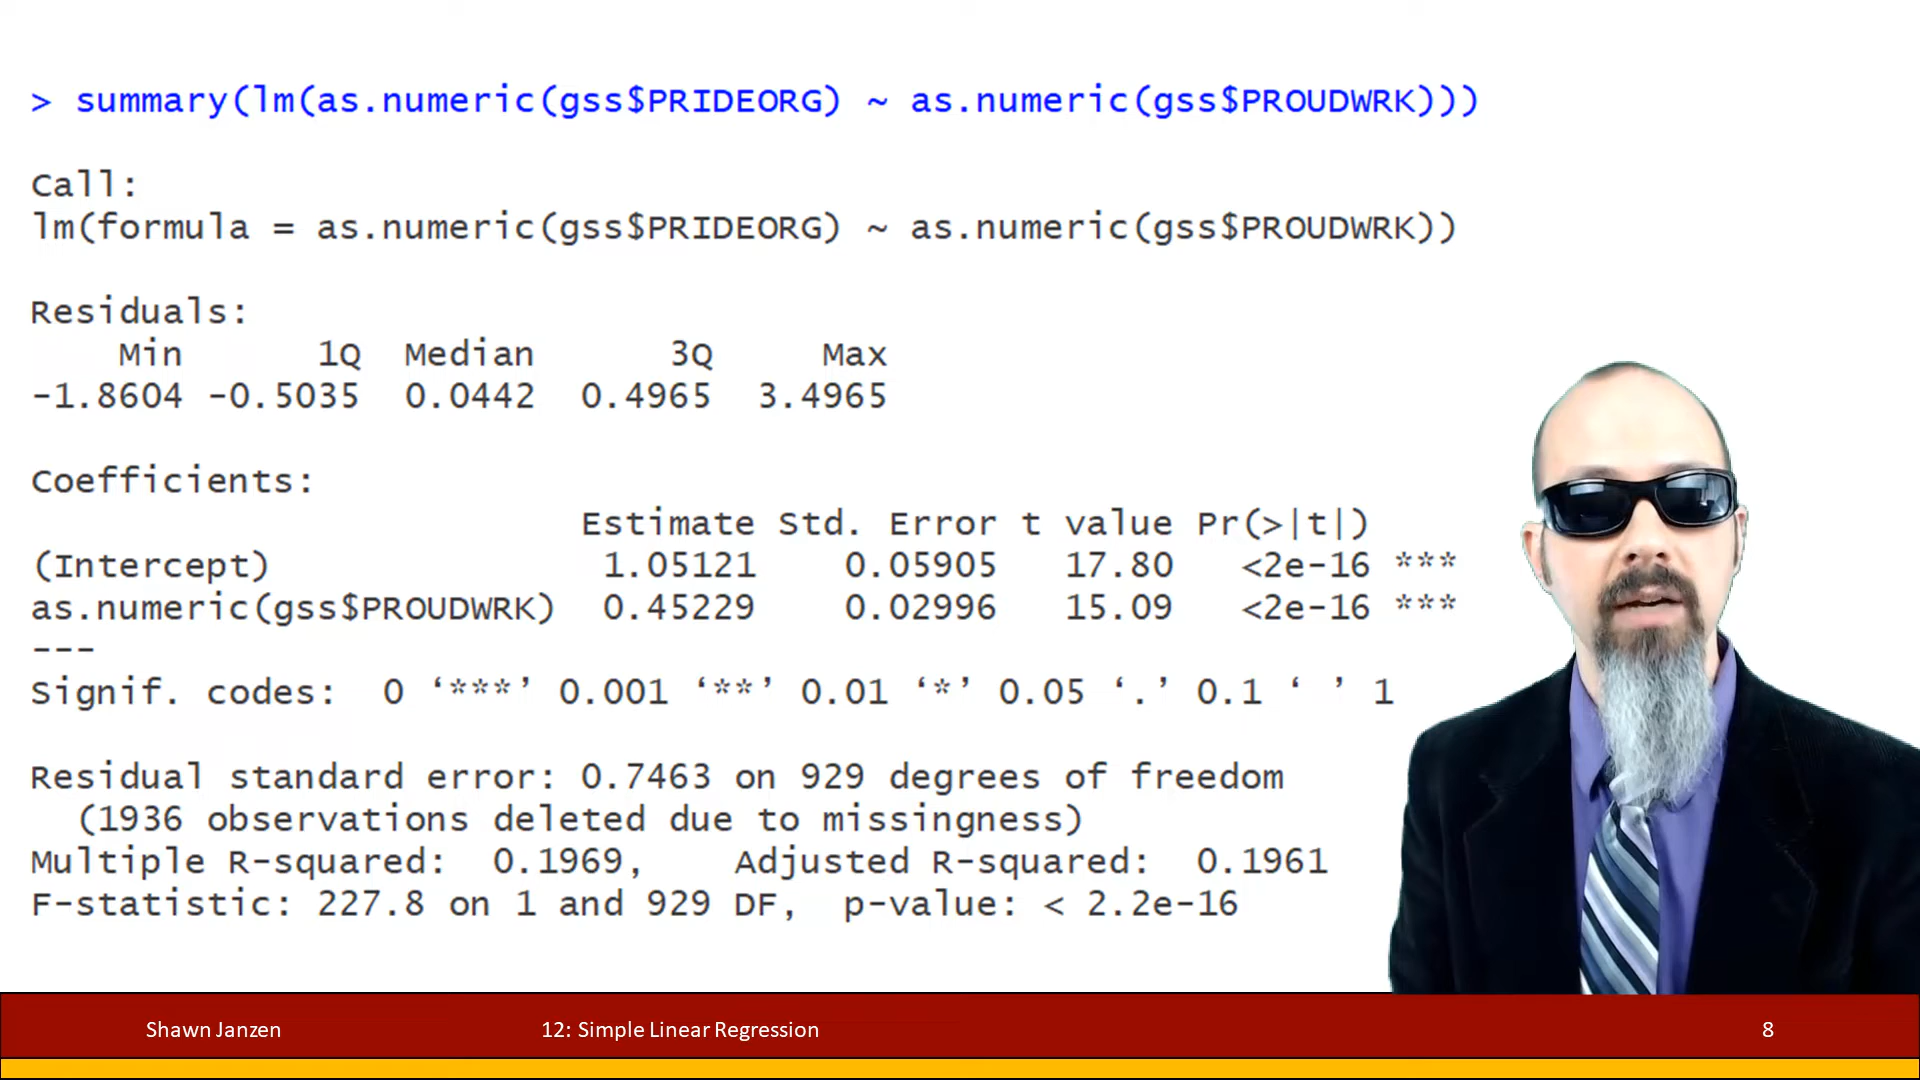 > summary(lm(as.numeric(gss$PRIDEORG) ~ as.numeric(gss$PROUDWRK)))
Call:
lm(formula = as.numeric(gss$PRIDEORG) ~ as.numeric(gss$PROUDWRK))
Residuals:
Min 1Q Median 3Q Max
-1.8604 -0.5035 0.0442 0.4965 3.4965
Coefficients:
Estimate Std. Error t value Pr(>|t|)
(Intercept) 1.05121 0.05905 17.80 <2e-16 ***
as.numeric(gss$PROUDWRK) 0.45229 0.02996 15.09 <2e-16 ***
---
Signif. codes: 0 ‘***’ 0.001 ‘**’ 0.01 ‘*’ 0.05 ‘.’ 0.1 ‘ ’ 1
Residual standard error: 0.7463 on 929 degrees of freedom
(1936 observations deleted due to missingness)
Multiple R-squared: 0.1969, Adjusted R-squared: 0.1961
F-statistic: 227.8 on 1 and 929 DF, p-value: < 2.2e-16
Shawn Janzen 12: Simple Linear Regression 8